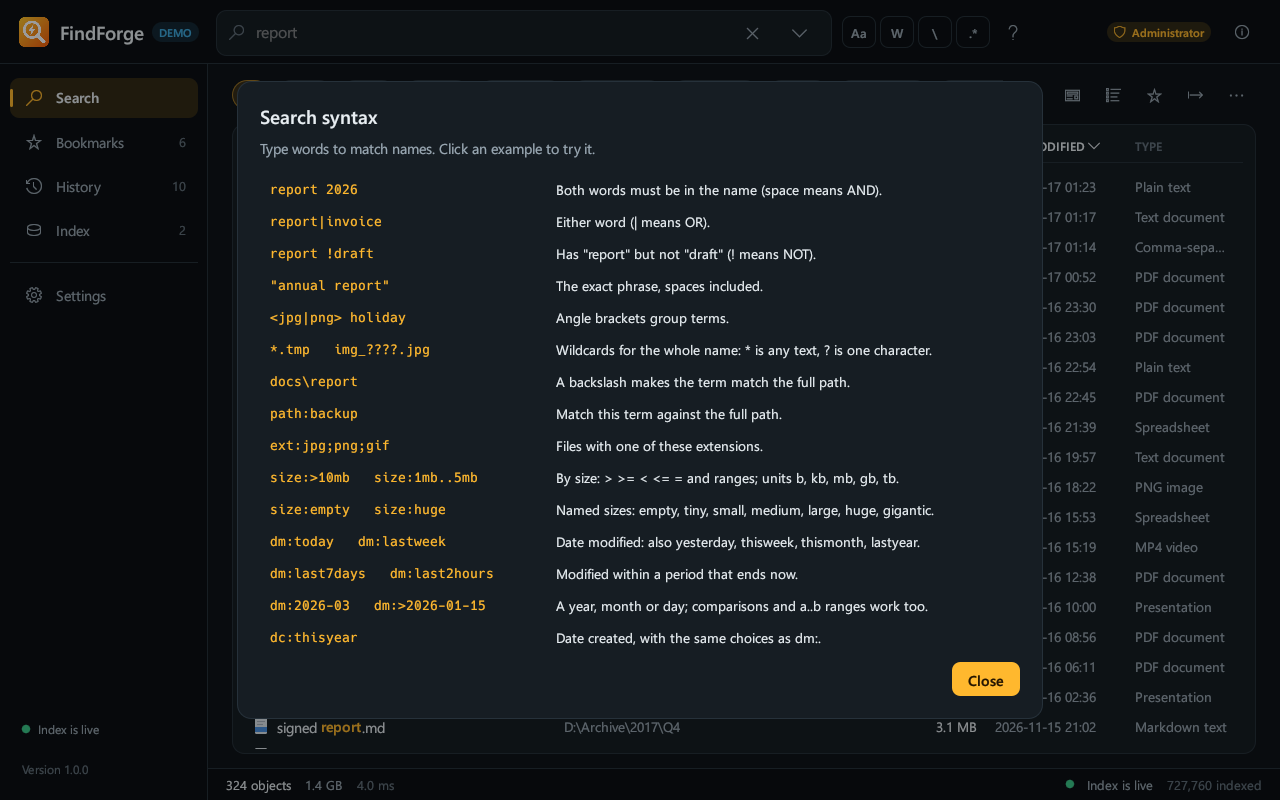 FindForge DEMO
report
Aa W \ .* ?
Administrator
Search
Bookmarks 6
History 10
Index 2
Settings
Index is live
Version 1.0.0
Search syntax
Type words to match names. Click an example to try it.
report 2026 Both words must be in the name (space means AND).
report|invoice Either word (| means OR).
report !draft Has "report" but not "draft" (! means NOT).
"annual report" The exact phrase, spaces included.
<jpg|png> holiday Angle brackets group terms.
*.tmp img_????.jpg Wildcards for the whole name: * is any text, ? is one character.
docs\report A backslash makes the term match the full path.
path:backup Match this term against the full path.
ext:jpg;png;gif Files with one of these extensions.
size:>10mb size:1mb..5mb By size: > >= < <= = and ranges; units b, kb, mb, gb, tb.
size:empty size:huge Named sizes: empty, tiny, small, medium, large, huge, gigantic.
dm:today dm:lastweek Date modified: also yesterday, thisweek, thismonth, lastyear.
dm:last7days dm:last2hours Modified within a period that ends now.
dm:2026-03 dm:>2026-01-15 A year, month or day; comparisons and a..b ranges work too.
dc:thisyear Date created, with the same choices as dm:.
Close
ODIFIED TYPE
-17 01:23 Plain text
-17 01:17 Text document
-17 01:14 Comma-sepa...
-17 00:52 PDF document
-16 23:30 PDF document
-16 23:03 PDF document
-16 22:54 Plain text
-16 22:45 PDF document
-16 21:39 Spreadsheet
-16 19:57 Text document
-16 18:22 PNG image
-16 15:53 Spreadsheet
-16 15:19 MP4 video
-16 12:38 PDF document
-16 10:00 Presentation
-16 08:56 PDF document
-16 06:11 PDF document
-16 02:36 Presentation
signed report.md D:\Archive\2017\Q4 3.1 MB 2026-11-15 21:02 Markdown text
324 objects 1.4 GB 4.0 ms
Index is live 727,760 indexed